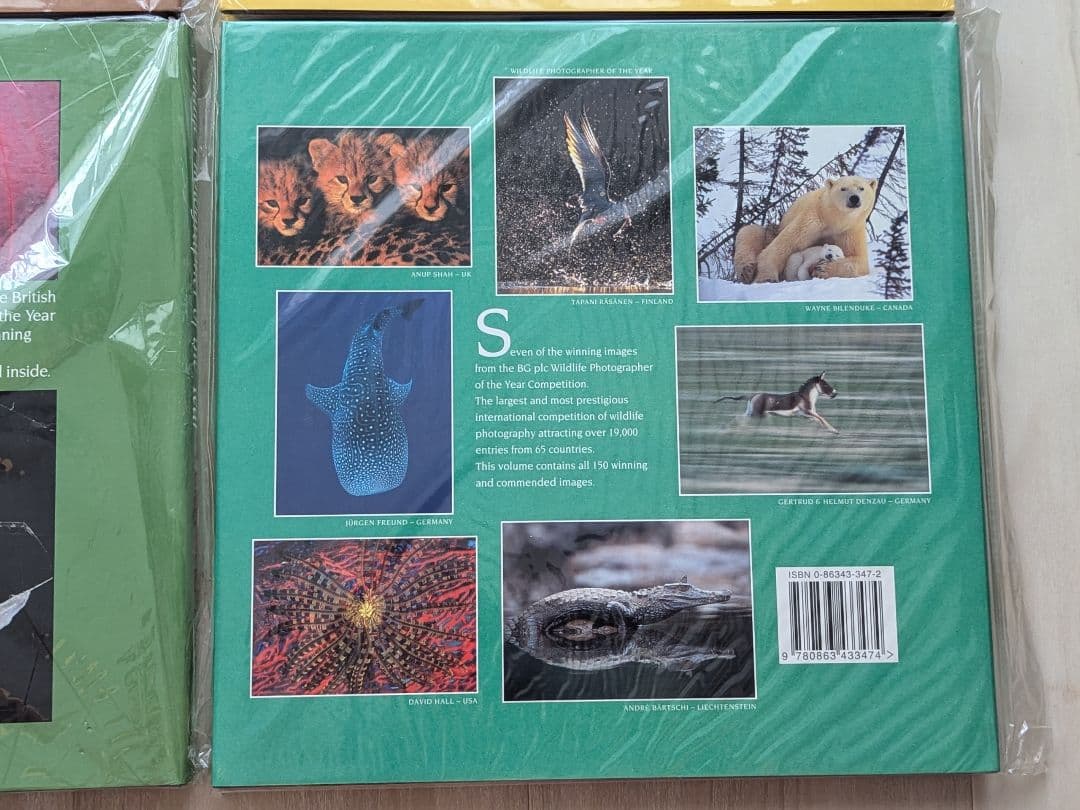 e British
the Year
ning
inside.
WILDLIFE PHOTOGRAPHER OF THE YEAR
ANUP SHAH – UK
TAPANI RÄSÄNEN – FINLAND
WAYNE BILENDUKE – CANADA
Seven of the winning images
from the BG plc Wildlife Photographer
of the Year Competition.
The largest and most prestigious
international competition of wildlife
photography attracting over 19,000
entries from 65 countries.
This volume contains all 150 winning
and commended images.
GERTRUD & HELMUT DENZAU – GERMANY
JÜRGEN FREUND – GERMANY
DAVID HALL – USA
ANDRÉ BÄRTSCHI – LIECHTENSTEIN
ISBN 0-86343-347-2
9 780863 433474 >